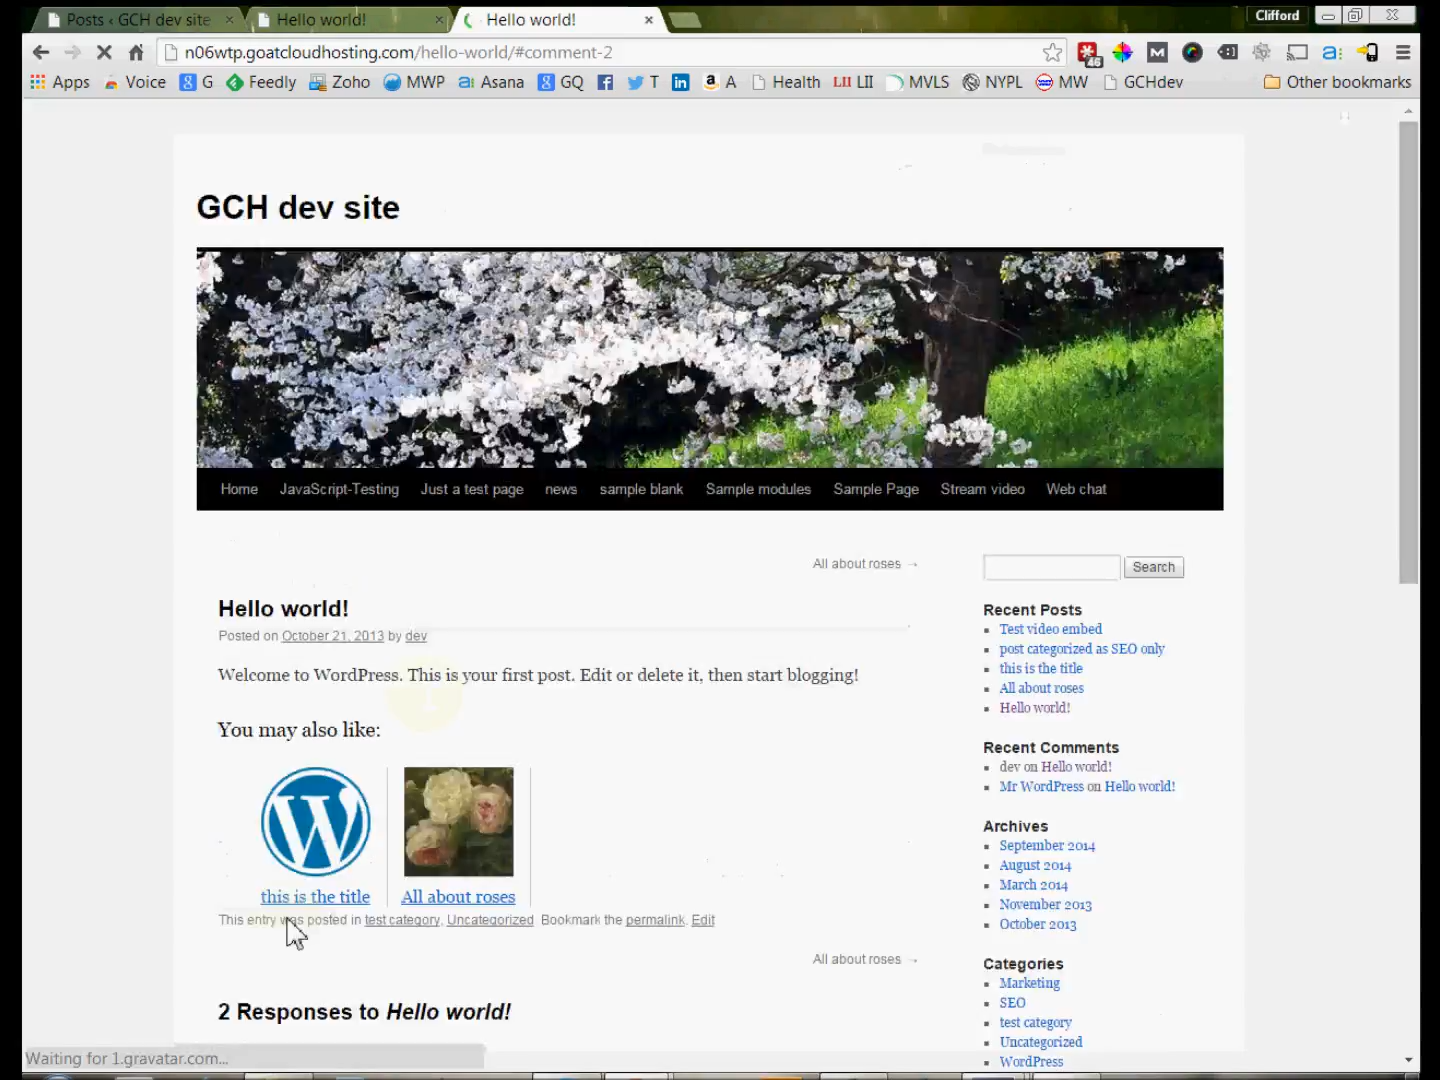 Posts ‹ GCH dev site
Hello world!
Hello world!
Clifford
n06wtp.goatcloudhosting.com/hello-world/#comment-2
46
Apps Voice G Feedly Zoho MWP Asana GQ T A Health LII LII MVLS NYPL MW GCHdev Other bookmarks
GCH dev site
Home JavaScript-Testing Just a test page news sample blank Sample modules Sample Page Stream video Web chat
All about roses →
Search
Hello world!
Posted on October 21, 2013 by dev
Welcome to WordPress. This is your first post. Edit or delete it, then start blogging!
You may also like:
this is the title
All about roses
This entry was posted in test category, Uncategorized Bookmark the permalink. Edit
All about roses →
2 Responses to Hello world!
Recent Posts
Test video embed
post categorized as SEO only
this is the title
All about roses
Hello world!
Recent Comments
dev on Hello world!
Mr WordPress on Hello world!
Archives
September 2014
August 2014
March 2014
November 2013
October 2013
Categories
Marketing
SEO
test category
Uncategorized
WordPress
Waiting for 1.gravatar.com...